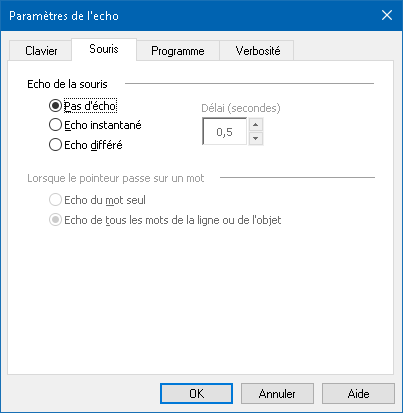 Paramètres de l'echo
Clavier Souris Programme Verbosité
Echo de la souris
Pas d'écho Délai (secondes)
Echo instantané 0,5
Echo différé
Lorsque le pointeur passe sur un mot
Echo du mot seul
Echo de tous les mots de la ligne ou de l'objet
OK Annuler Aide